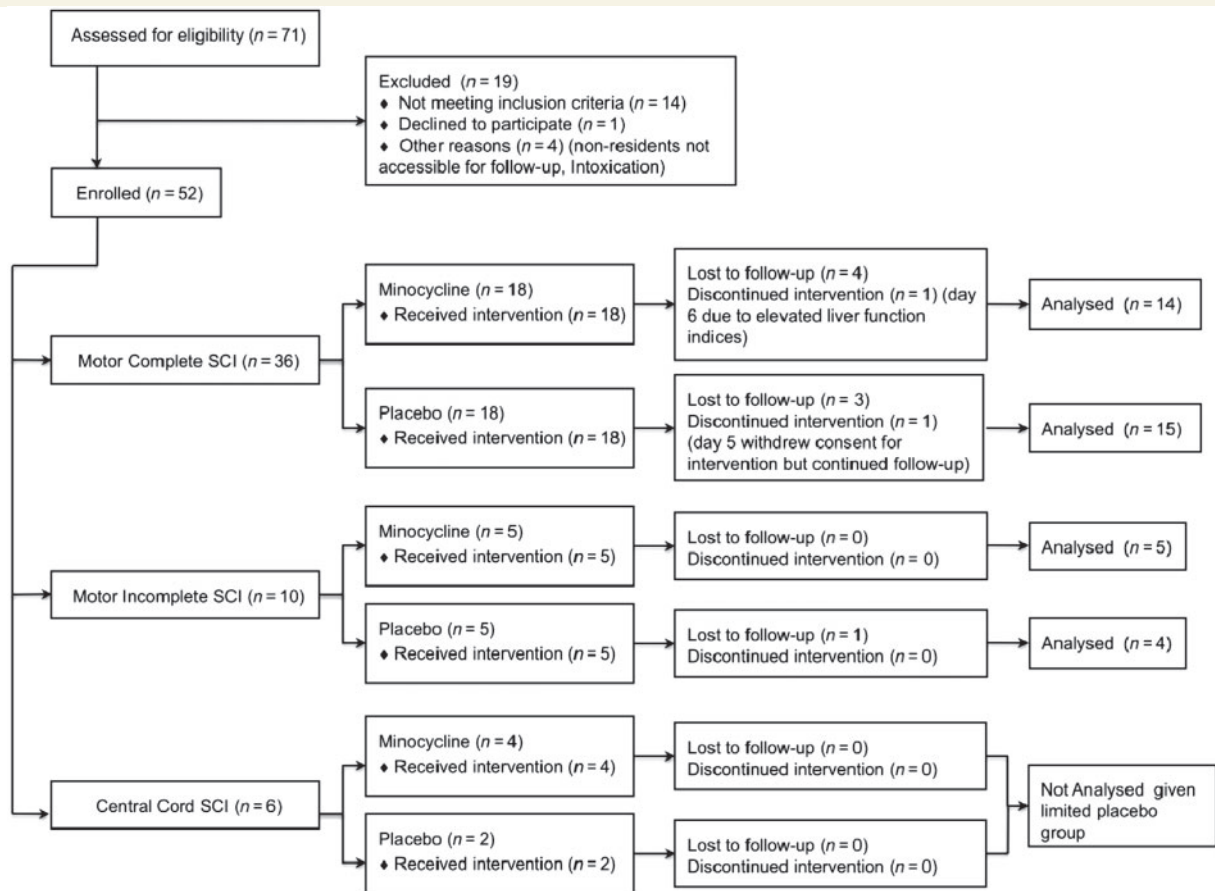 Assessed for eligibility (n = 71)
Excluded (n = 19)
♦ Not meeting inclusion criteria (n = 14)
♦ Declined to participate (n = 1)
♦ Other reasons (n = 4) (non-residents not
accessible for follow-up, Intoxication)
Enrolled (n = 52)
Motor Complete SCI (n = 36)
Minocycline (n = 18)
♦ Received intervention (n = 18)
Lost to follow-up (n = 4)
Discontinued intervention (n = 1) (day
6 due to elevated liver function
indices)
Analysed (n = 14)
Placebo (n = 18)
♦ Received intervention (n = 18)
Lost to follow-up (n = 3)
Discontinued intervention (n = 1)
(day 5 withdrew consent for
intervention but continued follow-up)
Analysed (n = 15)
Motor Incomplete SCI (n = 10)
Minocycline (n = 5)
♦ Received intervention (n = 5)
Lost to follow-up (n = 0)
Discontinued intervention (n = 0)
Analysed (n = 5)
Placebo (n = 5)
♦ Received intervention (n = 5)
Lost to follow-up (n = 1)
Discontinued intervention (n = 0)
Analysed (n = 4)
Central Cord SCI (n = 6)
Minocycline (n = 4)
♦ Received intervention (n = 4)
Lost to follow-up (n = 0)
Discontinued intervention (n = 0)
Placebo (n = 2)
♦ Received intervention (n = 2)
Lost to follow-up (n = 0)
Discontinued intervention (n = 0)
Not Analysed given
limited placebo
group